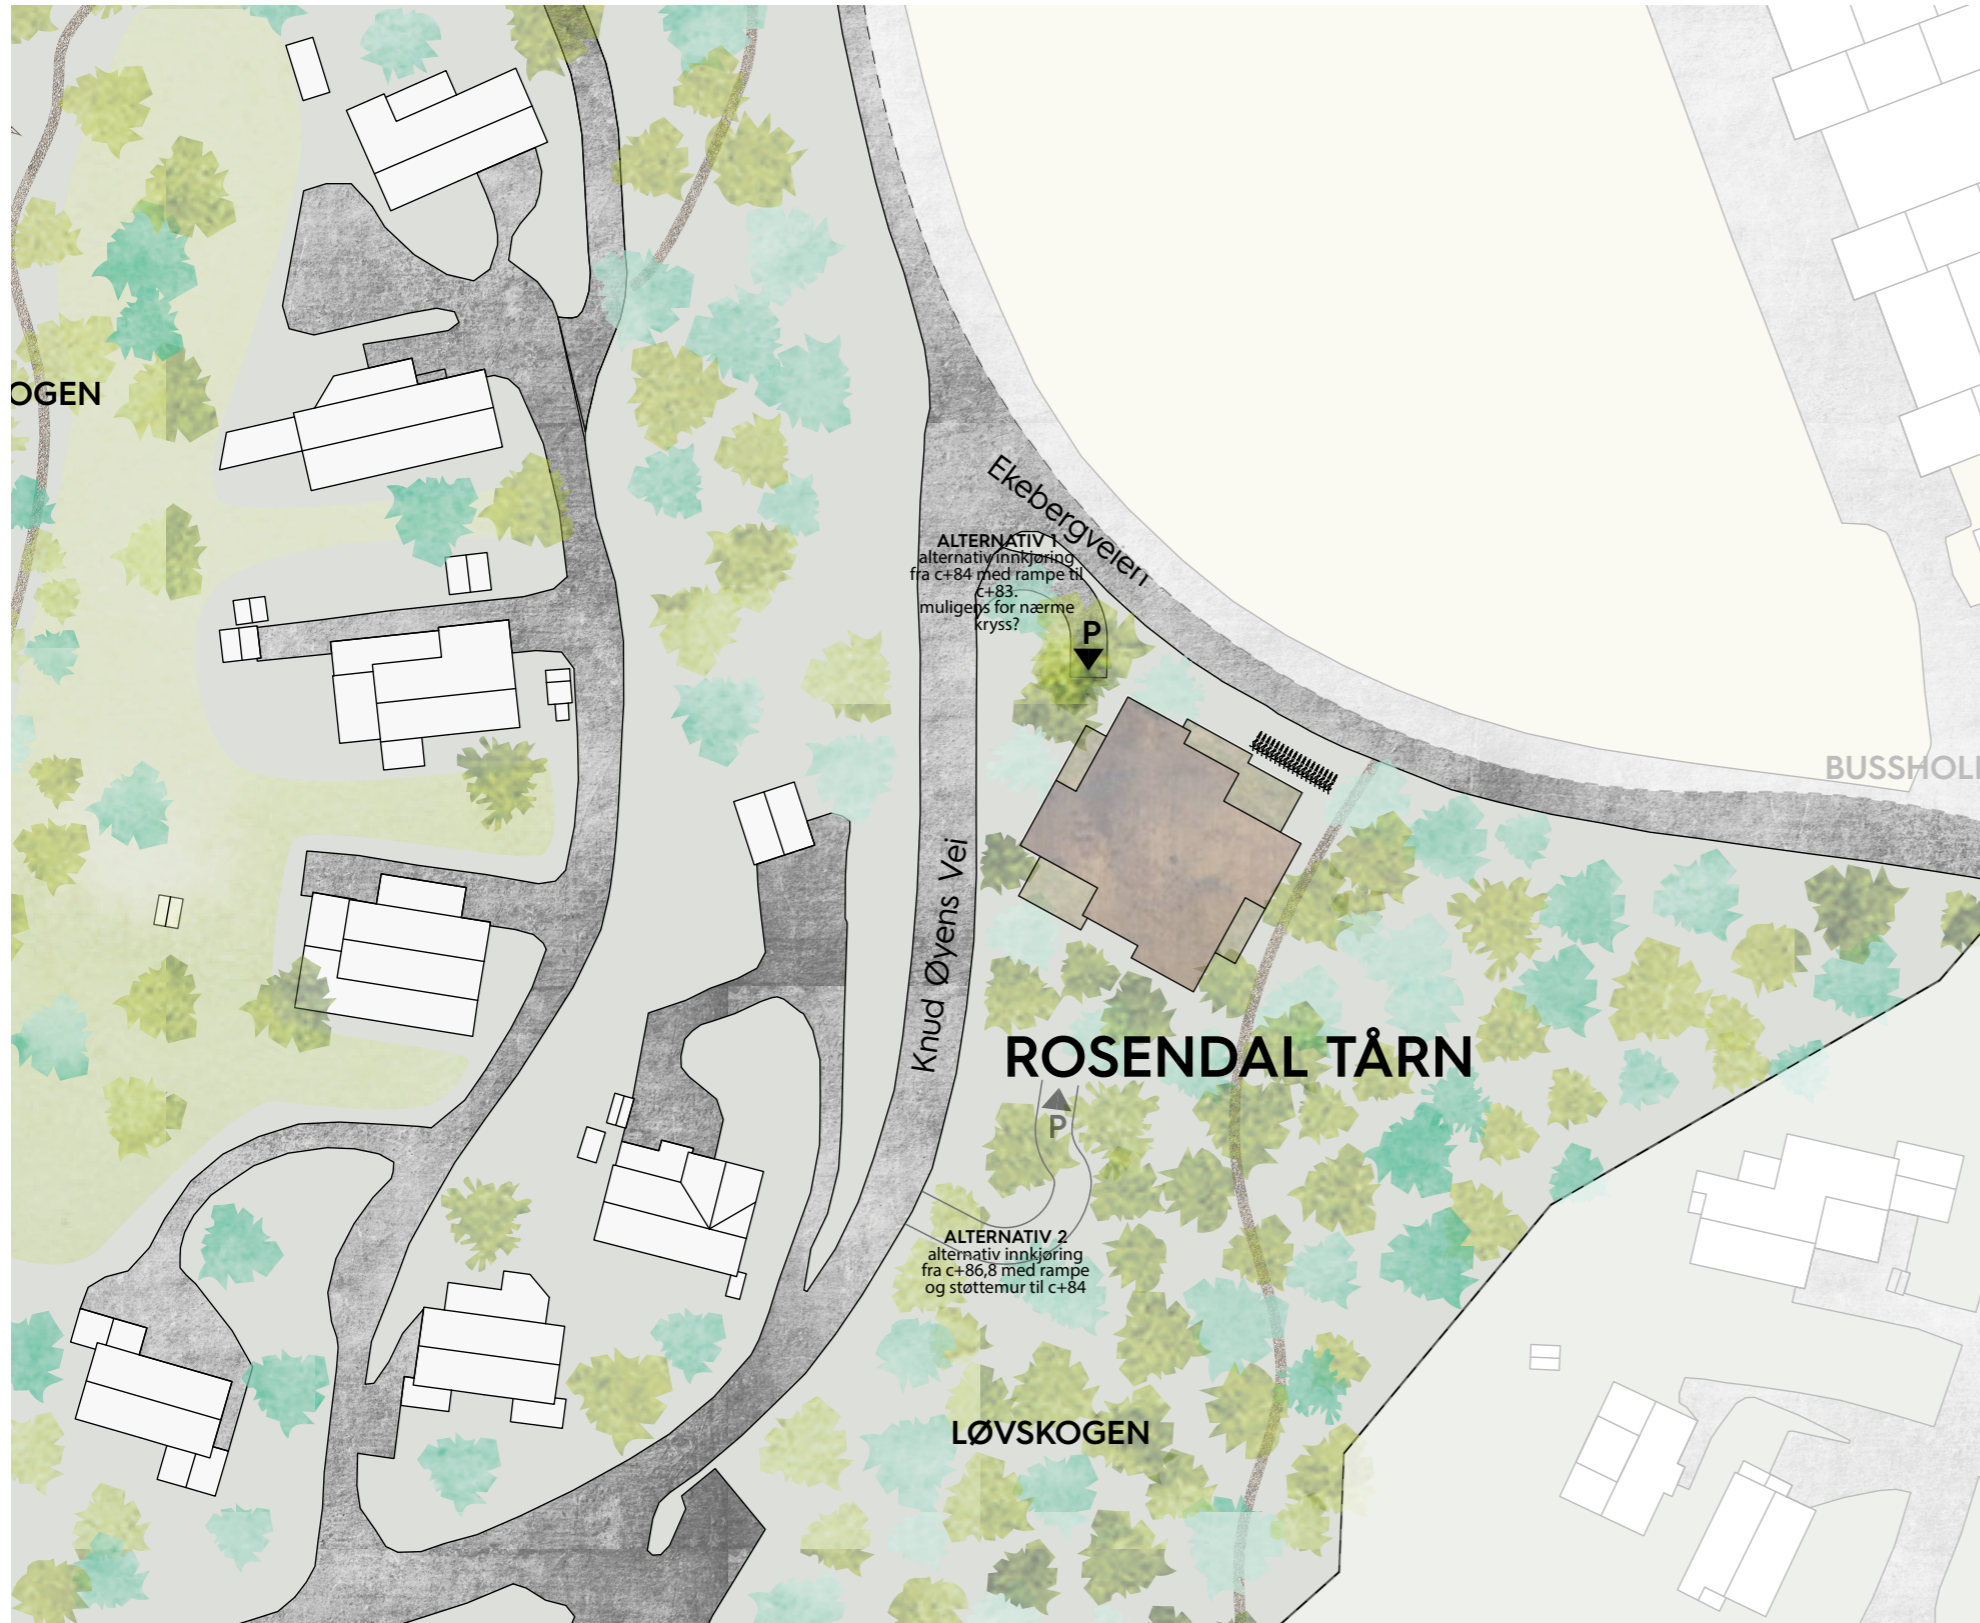 OGEN
Ekebergveien
ALTERNATIV 1
alternativ innkjøring
fra c+84 med rampe til
c+83.
muligens for nærme
kryss?
P
BUSSHOL
Knud Øyens Vei
ROSENDAL TÅRN
P
ALTERNATIV 2
alternativ innkjøring
fra c+86,8 med rampe
og støttemur til c+84
LØVSKOGEN